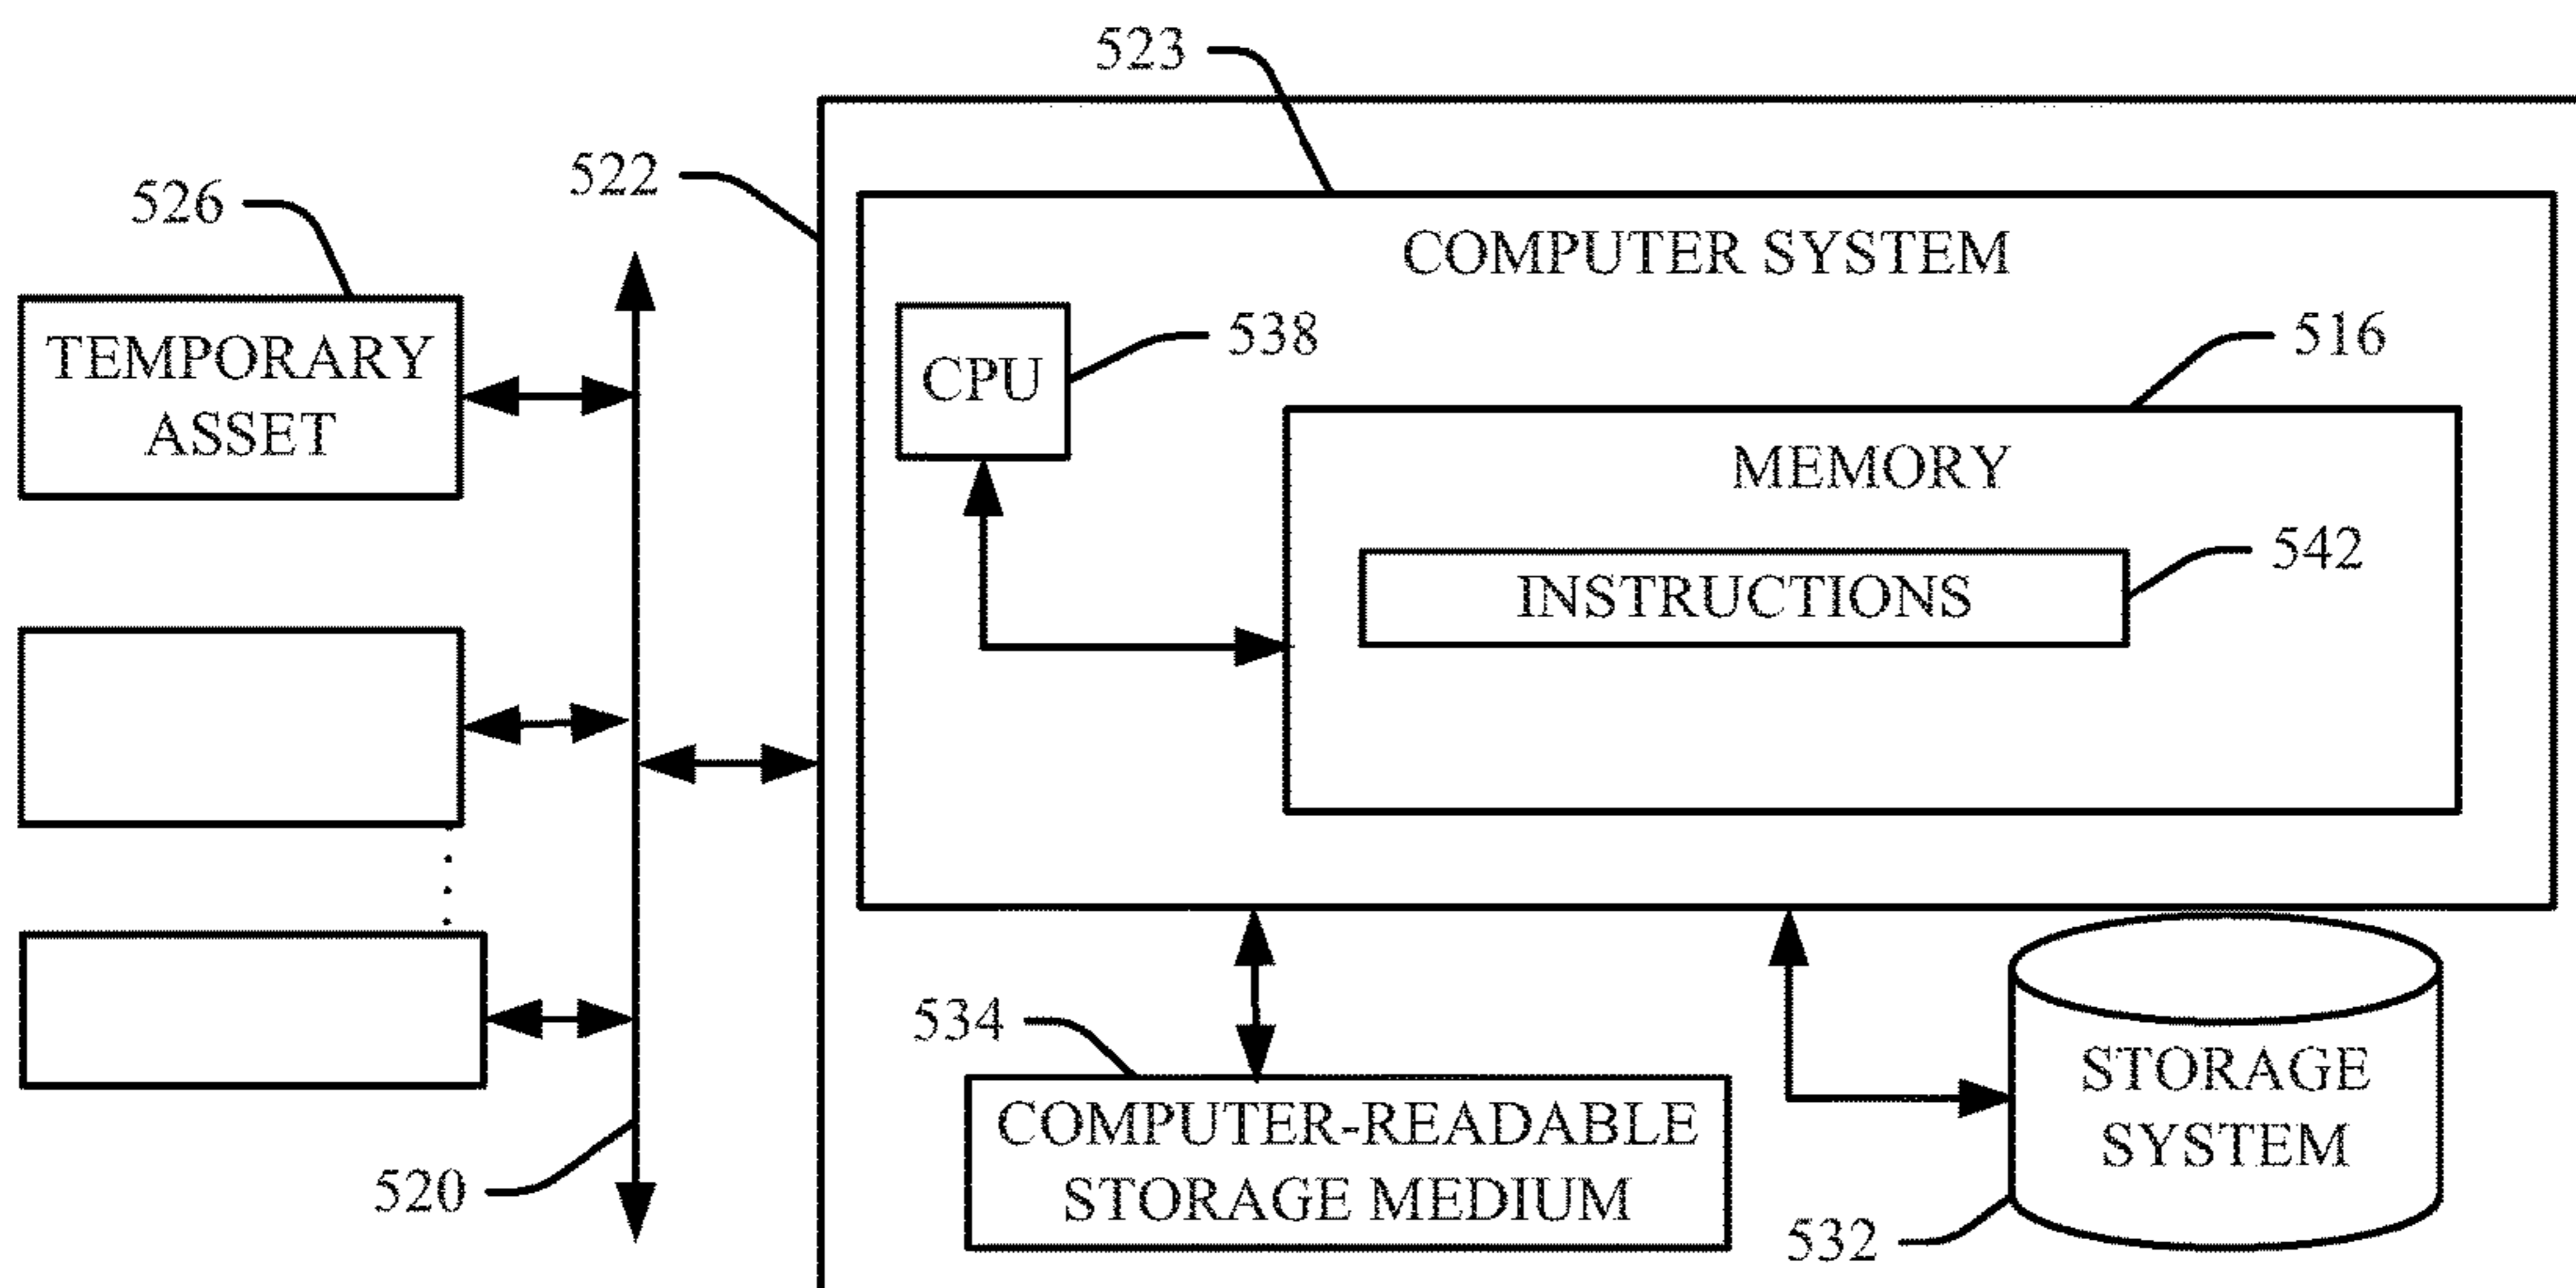 523
522
526
COMPUTER SYSTEM
TEMPORARY
ASSET
CPU
538
516
MEMORY
INSTRUCTIONS
542
534
COMPUTER-READABLE
STORAGE MEDIUM
STORAGE
SYSTEM
520
532